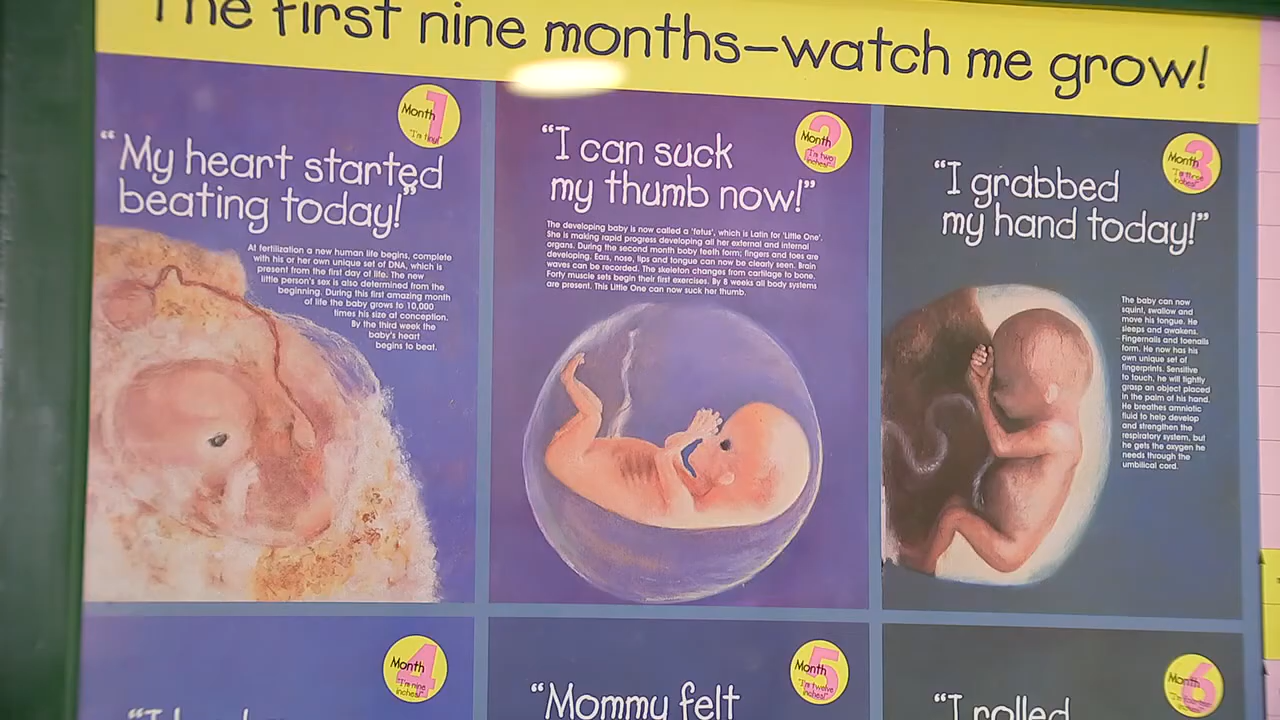 The first nine months–watch me grow!
Month 1
"I'm tiny!"
"My heart started
beating today!"
At fertilization a new human life begins, complete
with his or her own unique set of DNA, which is
present from the first day of life. The new
little person's sex is also determined from the
beginning. During this first amazing month
of life the baby grows to 10,000
times his size at conception.
By the third week the
baby's heart
begins to beat.
Month 2
"I'm two
inches!"
"I can suck
my thumb now!"
The developing baby is now called a 'fetus', which is Latin for 'Little One'.
She is making rapid progress developing all her external and internal
organs. During the second month baby teeth form; fingers and toes are
developing. Ears, nose, lips and tongue can now be clearly seen. Brain
waves can be recorded. The skeleton changes from cartilage to bone.
Forty muscle sets begin their first exercises. By 8 weeks all body systems
are present. This Little One can now suck her thumb.
Month 3
"I'm three
inches!"
"I grabbed
my hand today!"
The baby can now
squint, swallow and
move his tongue. He
sleeps and awakens.
Fingernails and toenails
form. He now has his
own unique set of
fingerprints. Sensitive
to touch, he will tightly
grasp an object placed
in the palm of his hand.
He breathes amniotic
fluid to help develop
and strengthen the
respiratory system, but
he gets the oxygen he
needs through the
umbilical cord.
Month 4
"I'm nine
inches!"
Month 5
"I'm twelve
inches!"
"Mommy felt
Month 6
inches!"
"I rolled